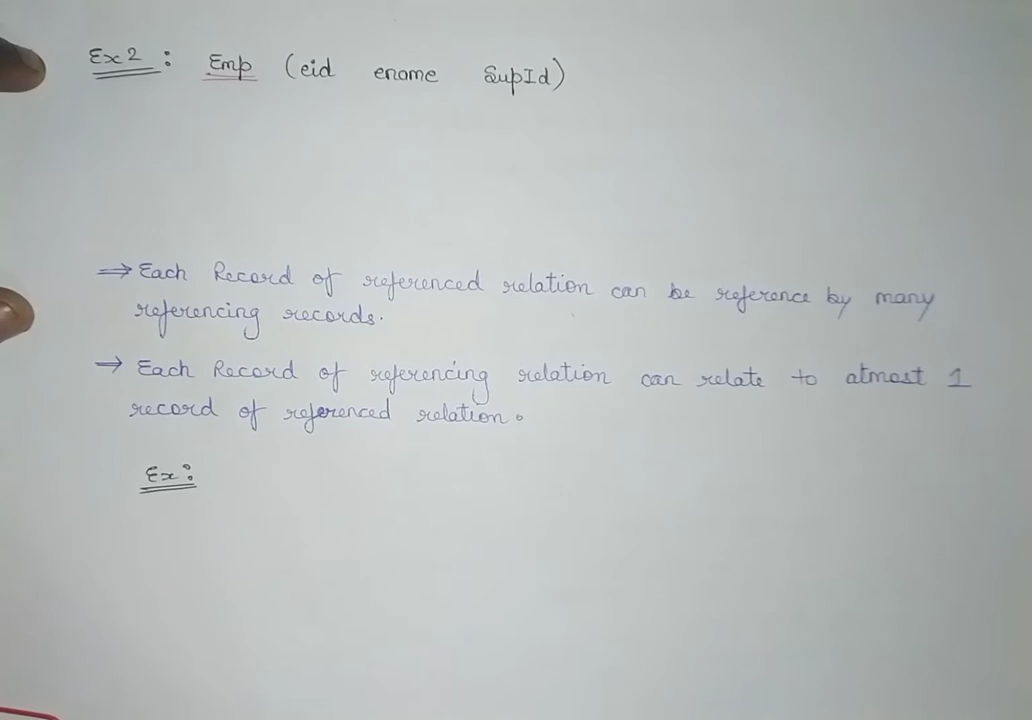 Ex2 : Emp (eid ename SupId)
⇒ Each Record of referenced relation can be reference by many
referencing records.
⇒ Each Record of referencing relation can relate to atmost 1
record of referenced relation.
Ex: